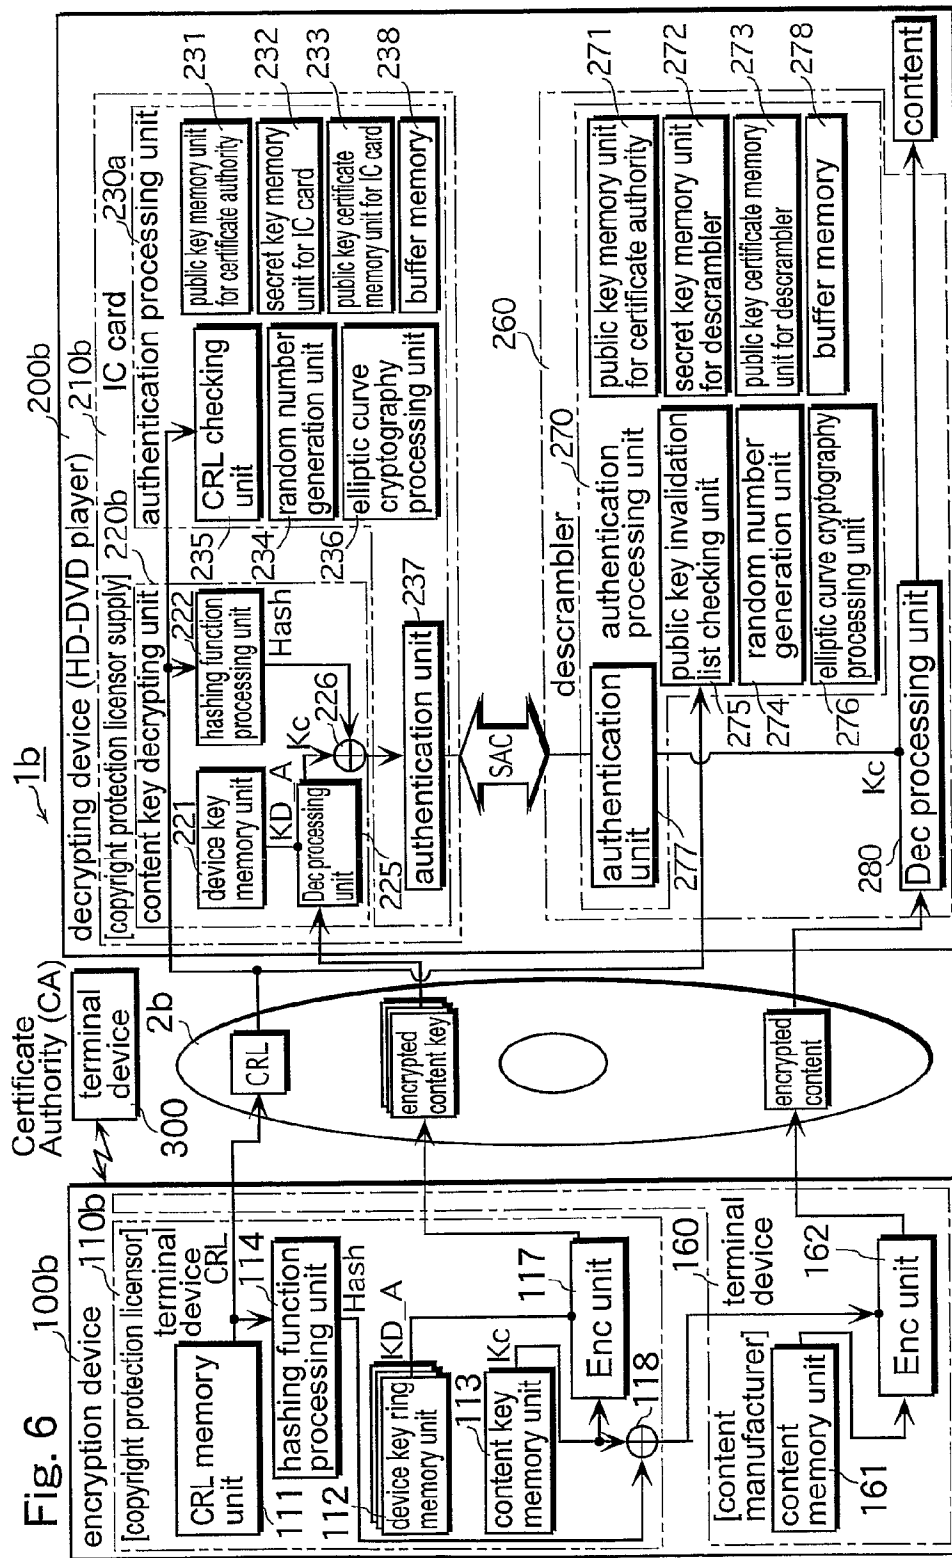 Fig. 6
1b
encryption device
100b
110b
[copyright protection licensor]
terminal
device
CRL memory
unit
111
CRL
114
hashing function
processing unit
Hash
112
device key ring
memory unit
KD_A
113
content key
memory unit
Kc
117
Enc unit
118
160
terminal
device
[content
manufacturer]
content
memory unit
161
162
Enc unit
Certificate
Authority (CA)
terminal
device
300
2b
CRL
encrypted
content key
encrypted
content
200b
decrypting device (HD-DVD player)
210b
[copyright protection licensor supply]
IC card
220b
content key decrypting unit
221
device key
memory unit
222
hashing function
processing unit
Hash
KD_A
Kc
226
Dec processing
unit
225
230a
authentication processing unit
235
CRL checking
unit
234
random number
generation unit
236
elliptic curve
cryptography
processing unit
231
public key memory unit
for certificate authority
232
secret key memory
unit for IC card
233
public key certificate
memory unit for IC card
238
buffer memory
237
authentication unit
SAC
260
descrambler
270
authentication
processing unit
authentication
unit
277
275
public key invalidation
list checking unit
274
random number
generation unit
276
elliptic curve cryptography
processing unit
271
public key memory unit
for certificate authority
272
secret key memory unit
for descrambler
273
public key certificate memory
unit for descrambler
278
buffer memory
Kc
280
Dec processing unit
content